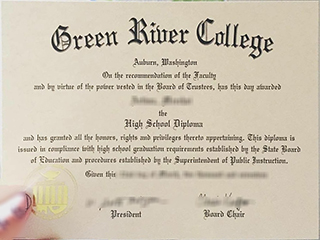 Green River College
Auburn, Washington
On the recommendation of the Faculty
and by virtue of the power vested in the Board of Trustees, has this day awarded
the
High School Diploma
and has granted all the honors, rights and privileges thereto appertaining. This diploma is
issued in compliance with high school graduation requirements established by the State Board
of Education and procedures established by the Superintendent of Public Instruction.
Given this
President
Board Chair